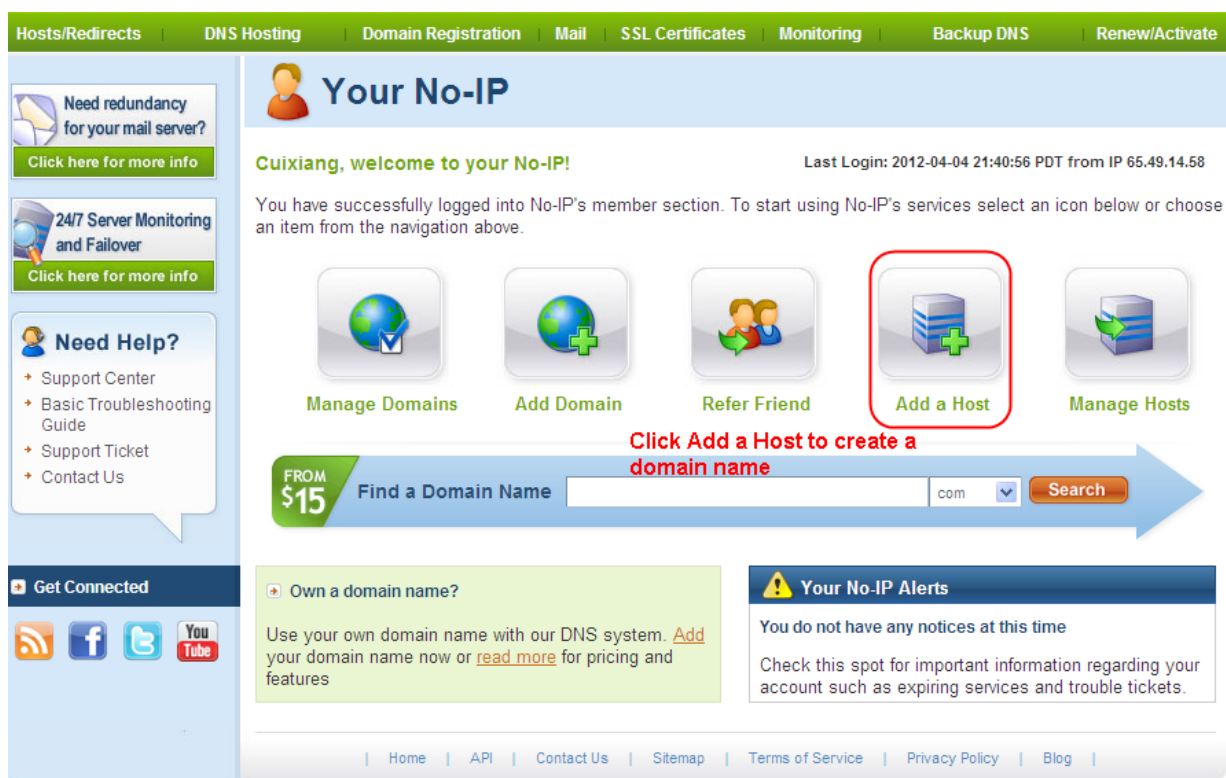 Hosts/Redirects | DNS Hosting | Domain Registration | Mail | SSL Certificates | Monitoring | Backup DNS | Renew/Activate
Need redundancy
for your mail server?
Click here for more info
24/7 Server Monitoring
and Failover
Click here for more info
Need Help?
Support Center
Basic Troubleshooting
Guide
Support Ticket
Contact Us
Get Connected
You
Tube
Your No-IP
Cuixiang, welcome to your No-IP!
Last Login: 2012-04-04 21:40:56 PDT from IP 65.49.14.58
You have successfully logged into No-IP's member section. To start using No-IP's services select an icon below or choose
an item from the navigation above.
Manage Domains
Add Domain
Refer Friend
Add a Host
Manage Hosts
Click Add a Host to create a
domain name
FROM
$15
Find a Domain Name
com
Search
Own a domain name?
Use your own domain name with our DNS system. Add
your domain name now or read more for pricing and
features
Your No-IP Alerts
You do not have any notices at this time
Check this spot for important information regarding your
account such as expiring services and trouble tickets.
| Home | API | Contact Us | Sitemap | Terms of Service | Privacy Policy | Blog |